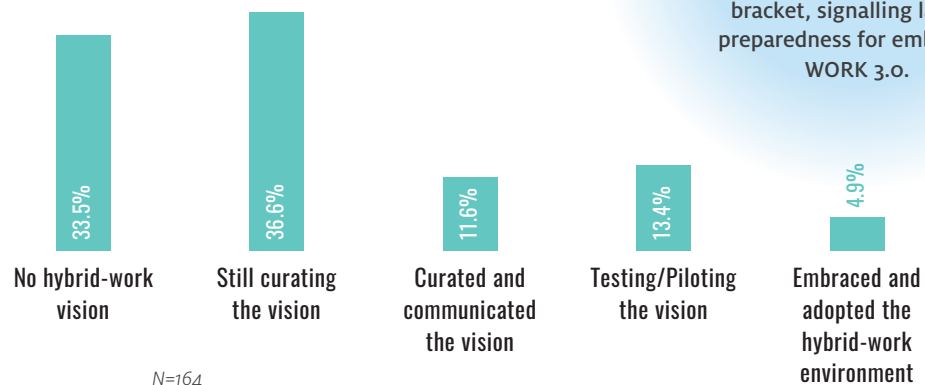 bracket, signalling
preparedness for
WORK 3.0.
33.5%
36.6%
11.6%
13.4%
4.9%
No hybrid-work
vision
Still curating
the vision
Curated and
communicated
the vision
Testing/Piloting
the vision
Embraced and
adopted the
hybrid-work
environment
N=164